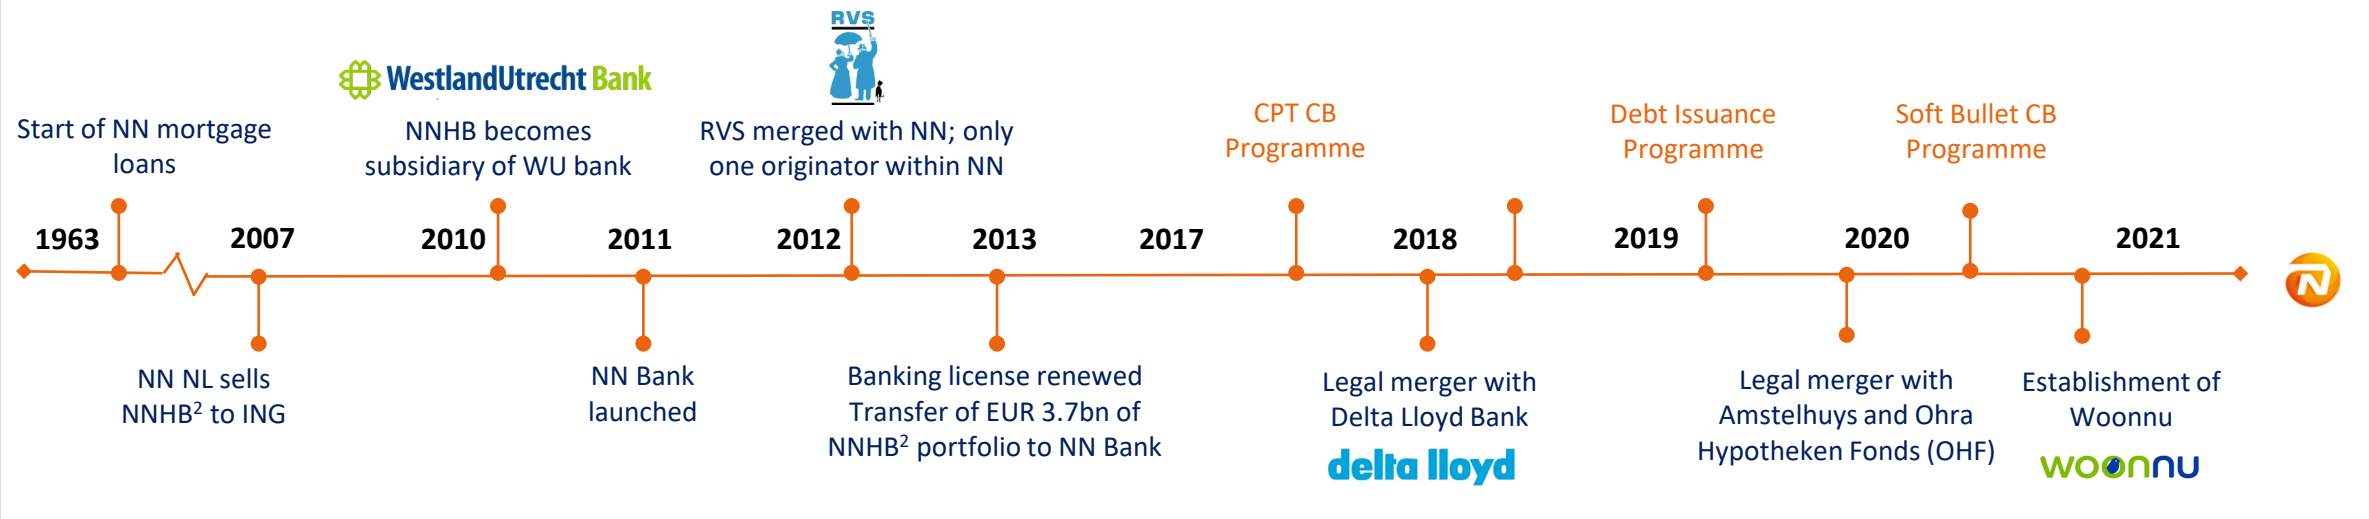 RVS
WestlandUtrecht Bank
Start of NN mortgage
loans
NNHB becomes
subsidiary of WU bank
RVS merged with NN; only
one originator within NN
CPT CB
Programme
Debt Issuance
Programme
Soft Bullet CB
Programme
1963 2007 2010 2011 2012 2013 2017 2018 2019 2020 2021
NN NL sells
NNHB² to ING
NN Bank
launched
Banking license renewed
Transfer of EUR 3.7bn of
NNHB² portfolio to NN Bank
Legal merger with
Delta Lloyd Bank
delta lloyd
Legal merger with
Amstelhuys and Ohra
Hypotheken Fonds (OHF)
Establishment of
Woonnu
woonnu